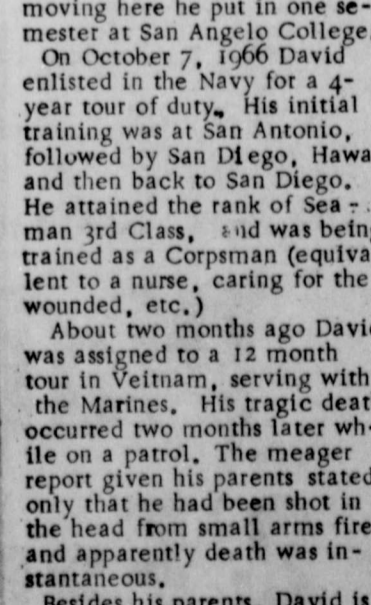 moving here he put in one se-
mester at San Angelo College
On October 7, 1966 David
enlisted in the Navy for a 4-
year tour of duty. His initial
training was at San Antonio,
followed by San Diego, Hawa
and then back to San Diego.
He attained the rank of Sea -
man 3rd Class, and was bein
trained as a Corpsman (equiva
lent to a nurse, caring for the
wounded, etc.)
About two months ago Davi
was assigned to a 12 month
tour in Veitnam, serving with
the Marines. His tragic deat
occurred two months later wh-
ile on a patrol. The meager
report given his parents stated
only that he had been shot in
the head from small arms fire
and apparently death was in-
stantaneous.
Besides his parents, David is